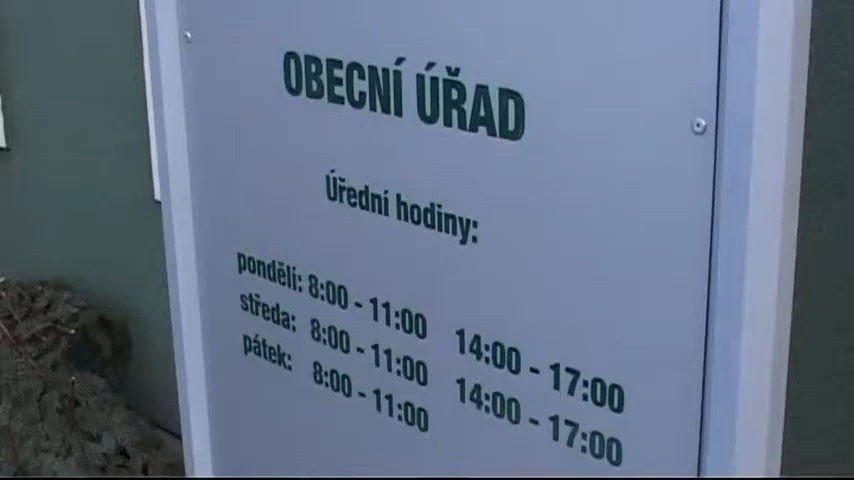 OBECNÍ ÚŘAD
Úřední hodiny:
pondělí: 8:00 - 11:00 14:00 - 17:00
středa: 8:00 - 11:00 14:00 - 17:00
pátek: 8:00 - 11:00